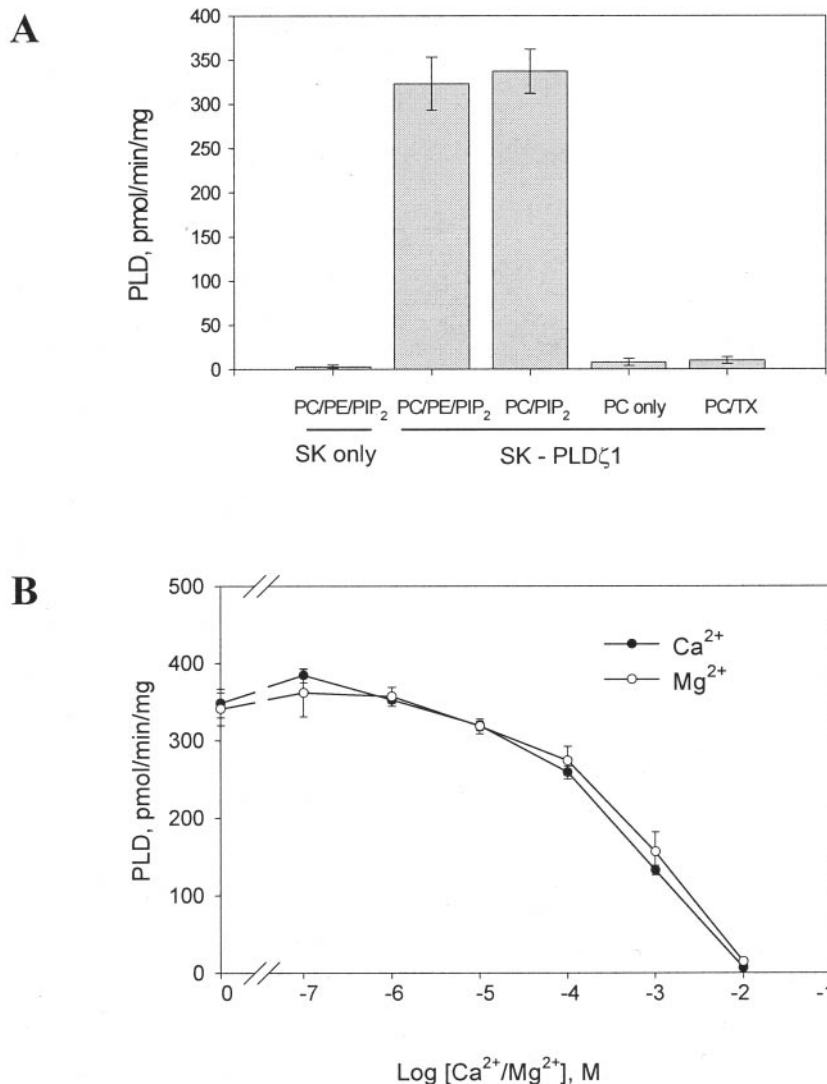 A
PLD, pmol/min/mg
400
350
300
250
200
150
100
50
0
PC/PE/PIP₂ PC/PE/PIP₂ PC/PIP₂ PC only PC/TX
SK only SK - PLDζ1
B
PLD, pmol/min/mg
500
400
300
200
100
0
Ca²⁺
Mg²⁺
0 -7 -6 -5 -4 -3 -2 -1
Log [Ca²⁺/Mg²⁺], M